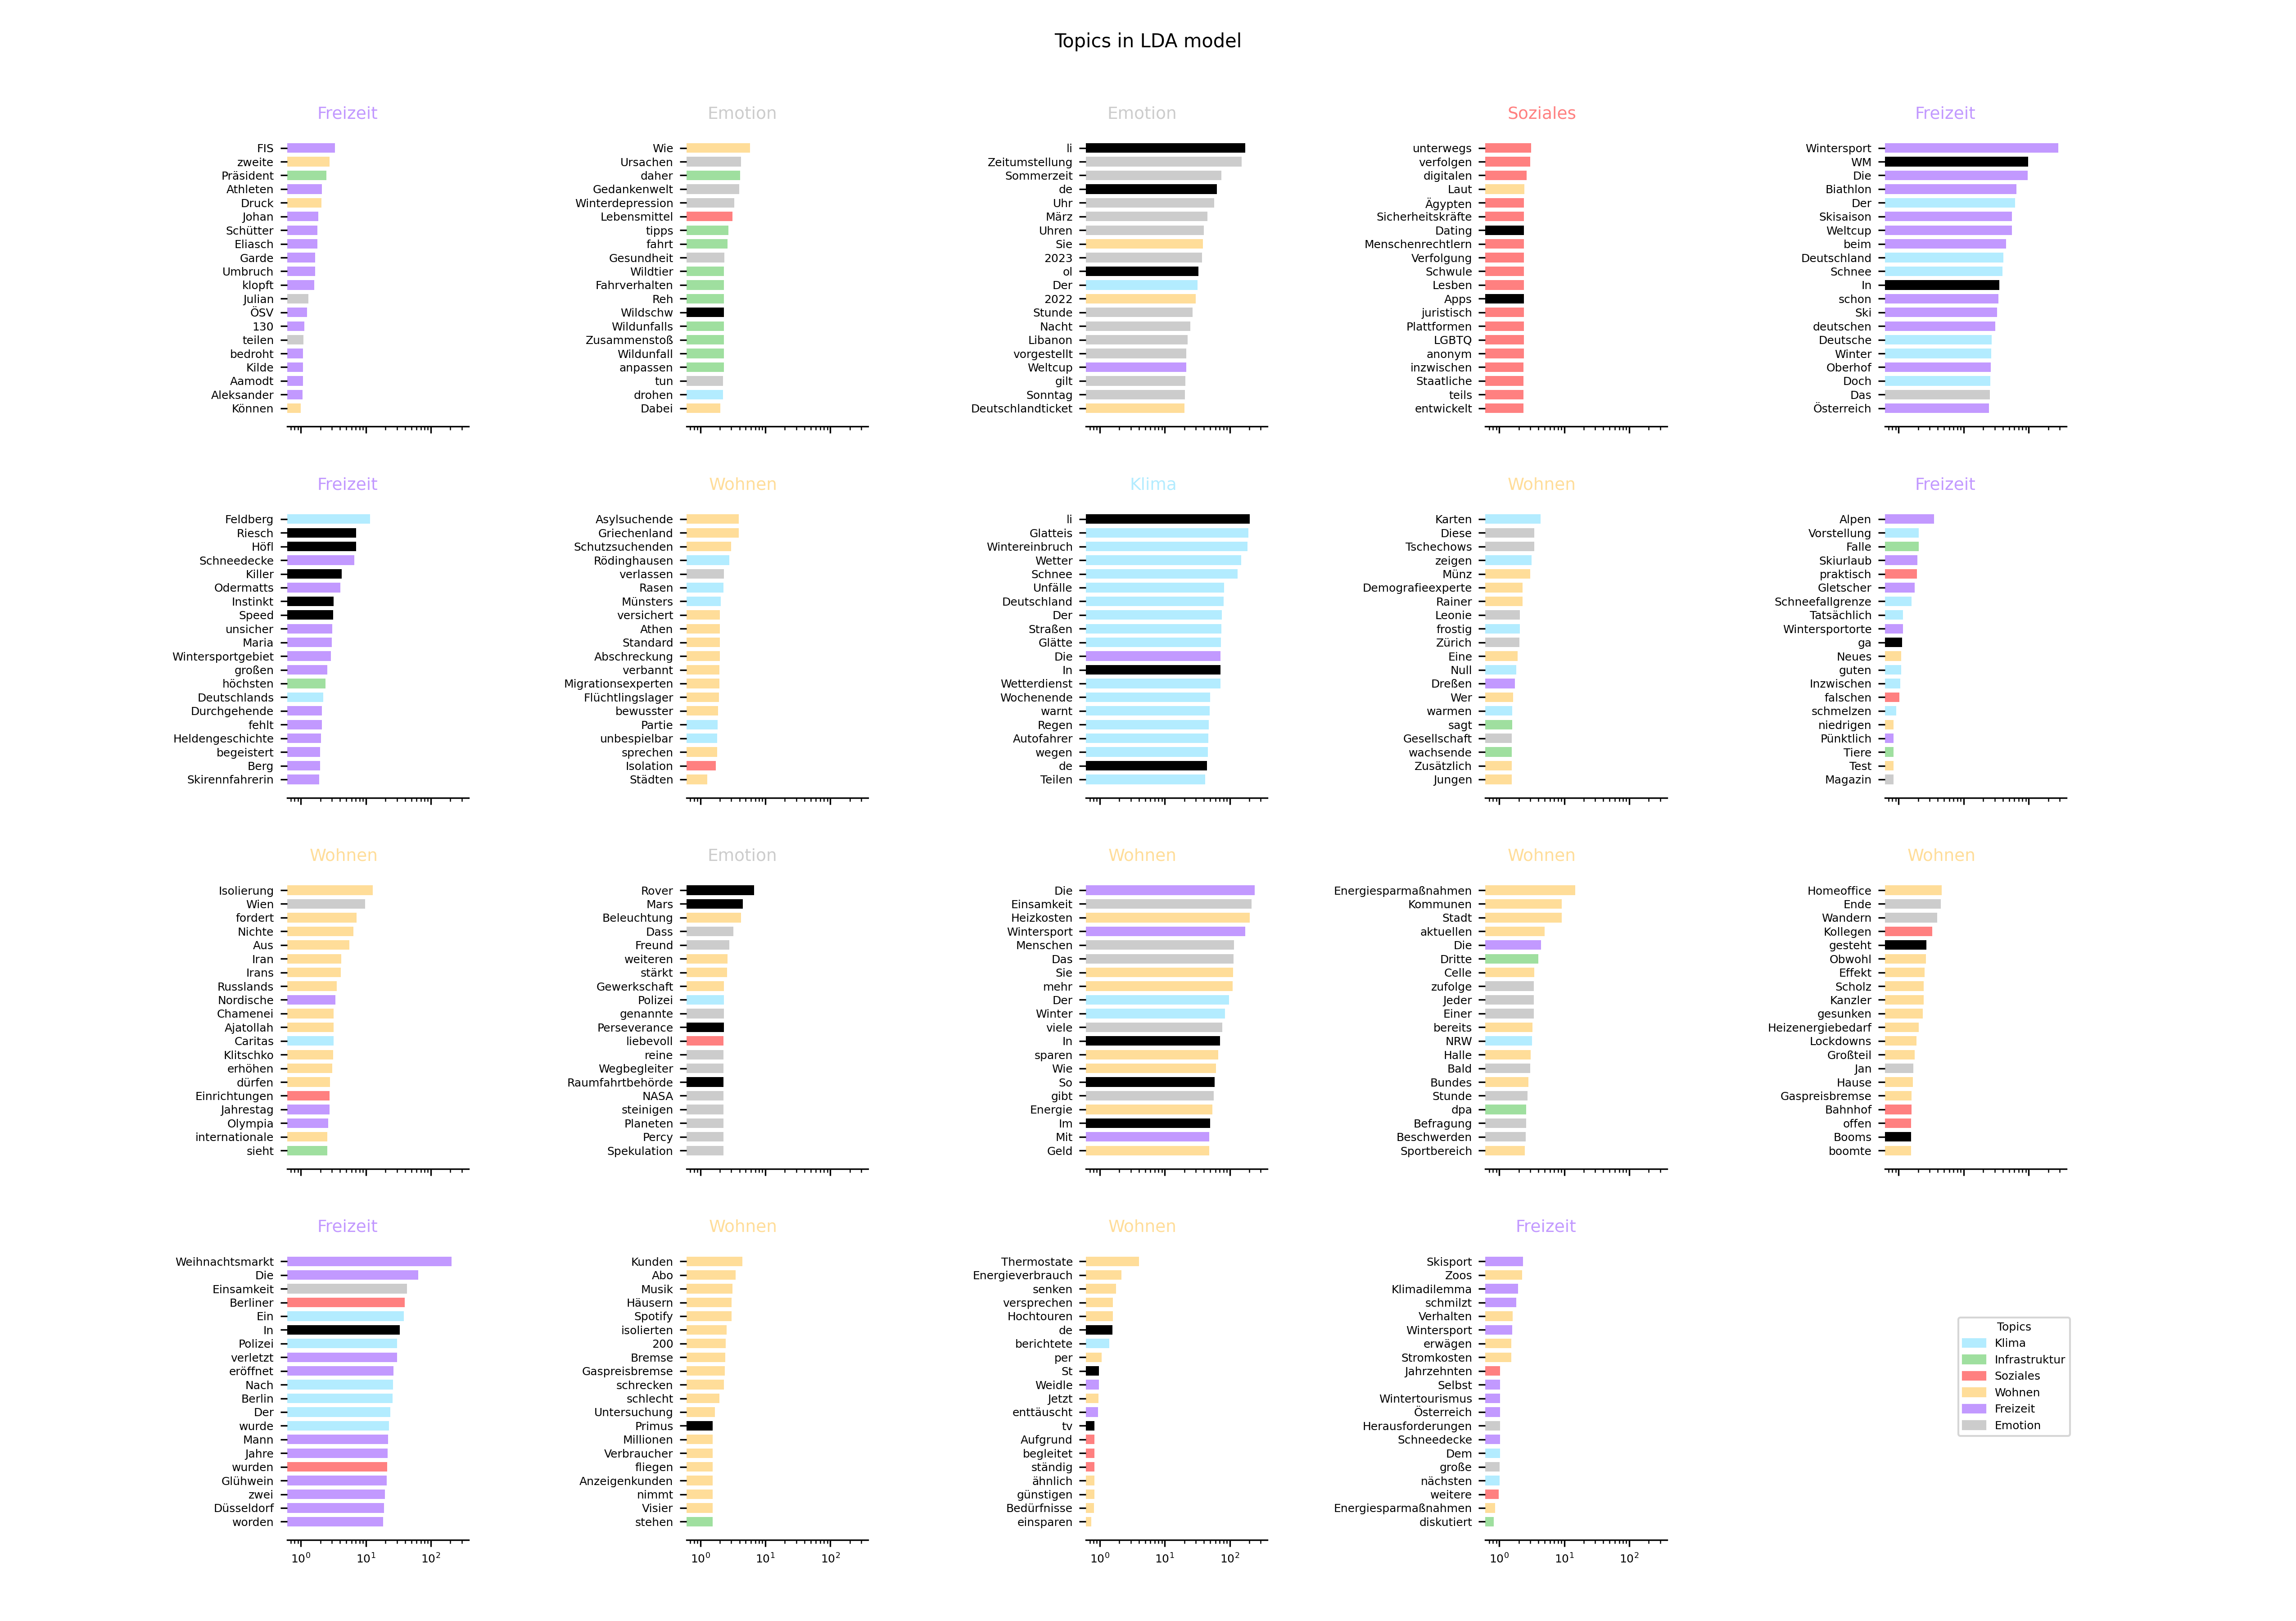 Topics in LDA model
Freizeit
FIS
zweite
Präsident
Athleten
Druck
Johan
Schütter
Eliasch
Garde
Umbruch
klopft
Julian
ÖSV
130
teilen
bedroht
Kilde
Aamodt
Aleksander
Können
Emotion
Wie
Ursachen
daher
Gedankenwelt
Winterdepression
Lebensmittel
tipps
fahrt
Gesundheit
Wildtier
Fahrverhalten
Reh
Wildschw
Wildunfalls
Zusammenstoß
Wildunfall
anpassen
tun
drohen
Dabei
Emotion
li
Zeitumstellung
Sommerzeit
de
Uhr
März
Uhren
Sie
2023
ol
Der
2022
Stunde
Nacht
Libanon
vorgestellt
Weltcup
gilt
Sonntag
Deutschlandticket
Soziales
unterwegs
verfolgen
digitalen
Laut
Ägypten
Sicherheitskräfte
Dating
Menschenrechtlern
Verfolgung
Schwule
Lesben
Apps
juristisch
Plattformen
LGBTQ
anonym
inzwischen
Staatliche
teils
entwickelt
Freizeit
Wintersport
WM
Die
Biathlon
Der
Skisaison
Weltcup
beim
Deutschland
Schnee
In
schon
Ski
deutschen
Deutsche
Winter
Oberhof
Doch
Das
Österreich
Freizeit
Feldberg
Riesch
Höfl
Schneedecke
Killer
Odermatts
Instinkt
Speed
unsicher
Maria
Wintersportgebiet
großen
höchsten
Deutschlands
Durchgehende
fehlt
Heldengeschichte
begeistert
Berg
Skirennfahrerin
Wohnen
Asylsuchende
Griechenland
Schutzsuchenden
Rödinghausen
verlassen
Rasen
Münsters
versichert
Athen
Standard
Abschreckung
verbannt
Migrationsexperten
Flüchtlingslager
bewusster
Partie
unbespielbar
sprechen
Isolation
Städten
Klima
li
Glatteis
Wintereinbruch
Wetter
Schnee
Unfälle
Deutschland
Der
Straßen
Glätte
Die
In
Wetterdienst
Wochenende
warnt
Regen
Autofahrer
wegen
de
Teilen
Wohnen
Karten
Diese
Tschechows
zeigen
Münz
Demografieexperte
Rainer
Leonie
frostig
Zürich
Eine
Null
Dreßen
Wer
warmen
sagt
Gesellschaft
wachsende
Zusätzlich
Jungen
Freizeit
Alpen
Vorstellung
Falle
Skiurlaub
praktisch
Gletscher
Schneefallgrenze
Tatsächlich
Wintersportorte
ga
Neues
guten
Inzwischen
falschen
schmelzen
niedrigen
Pünktlich
Tiere
Test
Magazin
Wohnen
Isolierung
Wien
fordert
Nichte
Aus
Iran
Irans
Russlands
Nordische
Chamenei
Ajatollah
Caritas
Klitschko
erhöhen
dürfen
Einrichtungen
Jahrestag
Olympia
internationale
sieht
Emotion
Rover
Mars
Beleuchtung
Dass
Freund
weiteren
stärkt
Gewerkschaft
Polizei
genannte
Perseverance
liebevoll
reine
Wegbegleiter
Raumfahrtbehörde
NASA
steinigen
Planeten
Percy
Spekulation
Wohnen
Die
Einsamkeit
Heizkosten
Wintersport
Menschen
Das
Sie
mehr
Der
Winter
viele
In
sparen
Wie
So
gibt
Energie
Im
Mit
Geld
Wohnen
Energiesparmaßnahmen
Kommunen
Stadt
aktuellen
Die
Dritte
Celle
zufolge
Jeder
Einer
bereits
NRW
Halle
Bald
Bundes
Stunde
dpa
Befragung
Beschwerden
Sportbereich
Wohnen
Homeoffice
Ende
Wandern
Kollegen
gesteht
Obwohl
Effekt
Scholz
Kanzler
gesunken
Heizenergiebedarf
Lockdowns
Großteil
Jan
Hause
Gaspreisbremse
Bahnhof
offen
Booms
boomte
Freizeit
Weihnachtsmarkt
Die
Einsamkeit
Berliner
Ein
In
Polizei
verletzt
eröffnet
Nach
Berlin
Der
wurde
Mann
Jahre
wurden
Glühwein
zwei
Düsseldorf
worden
10⁰ 10¹ 10²
Wohnen
Kunden
Abo
Musik
Häusern
Spotify
isolierten
200
Bremse
Gaspreisbremse
schrecken
schlecht
Untersuchung
Primus
Millionen
Verbraucher
fliegen
Anzeigenkunden
nimmt
Visier
stehen
10⁰ 10¹ 10²
Wohnen
Thermostate
Energieverbrauch
senken
versprechen
Hochtouren
de
berichtete
per
St
Weidle
Jetzt
enttäuscht
tv
Aufgrund
begleitet
ständig
ähnlich
günstigen
Bedürfnisse
einsparen
10⁰ 10¹ 10²
Freizeit
Skisport
Zoos
Klimadilemma
schmilzt
Verhalten
Wintersport
erwägen
Stromkosten
Jahrzehnten
Selbst
Wintertourismus
Österreich
Herausforderungen
Schneedecke
Dem
große
nächsten
weitere
Energiesparmaßnahmen
diskutiert
10⁰ 10¹ 10²
Topics
Klima
Infrastruktur
Soziales
Wohnen
Freizeit
Emotion